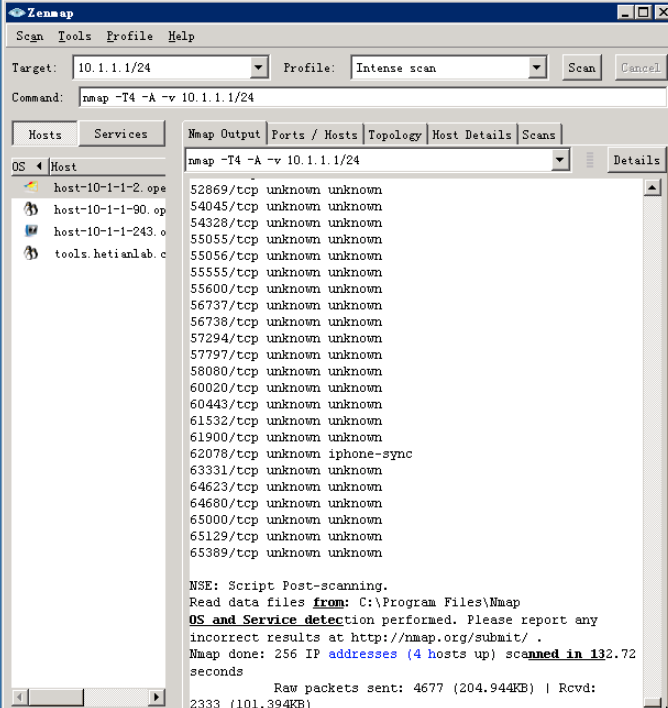 Zenmap
Scan Tools Profile Help
Target: 10.1.1.1/24 Profile: Intense scan Scan Cancel
Command: nmap -T4 -A -v 10.1.1.1/24
Hosts Services Nmap Output Ports / Hosts Topology Host Details Scans
nmap -T4 -A -v 10.1.1.1/24 Details
OS Host
host-10-1-1-2.ope
host-10-1-1-90.op
host-10-1-1-243.o
tools.hetianlab.c
52869/tcp unknown unknown
54045/tcp unknown unknown
54328/tcp unknown unknown
55055/tcp unknown unknown
55056/tcp unknown unknown
55555/tcp unknown unknown
55600/tcp unknown unknown
56737/tcp unknown unknown
56738/tcp unknown unknown
57294/tcp unknown unknown
57797/tcp unknown unknown
58080/tcp unknown unknown
60020/tcp unknown unknown
60443/tcp unknown unknown
61532/tcp unknown unknown
61900/tcp unknown unknown
62078/tcp unknown iphone-sync
63331/tcp unknown unknown
64623/tcp unknown unknown
64680/tcp unknown unknown
65000/tcp unknown unknown
65129/tcp unknown unknown
65389/tcp unknown unknown
NSE: Script Post-scanning.
Read data files from: C:\Program Files\Nmap
OS and Service detection performed. Please report any
incorrect results at http://nmap.org/submit/ .
Nmap done: 256 IP addresses (4 hosts up) scanned in 132.72
seconds
Raw packets sent: 4677 (204.944KB) | Rcvd:
2333 (101.394KB)